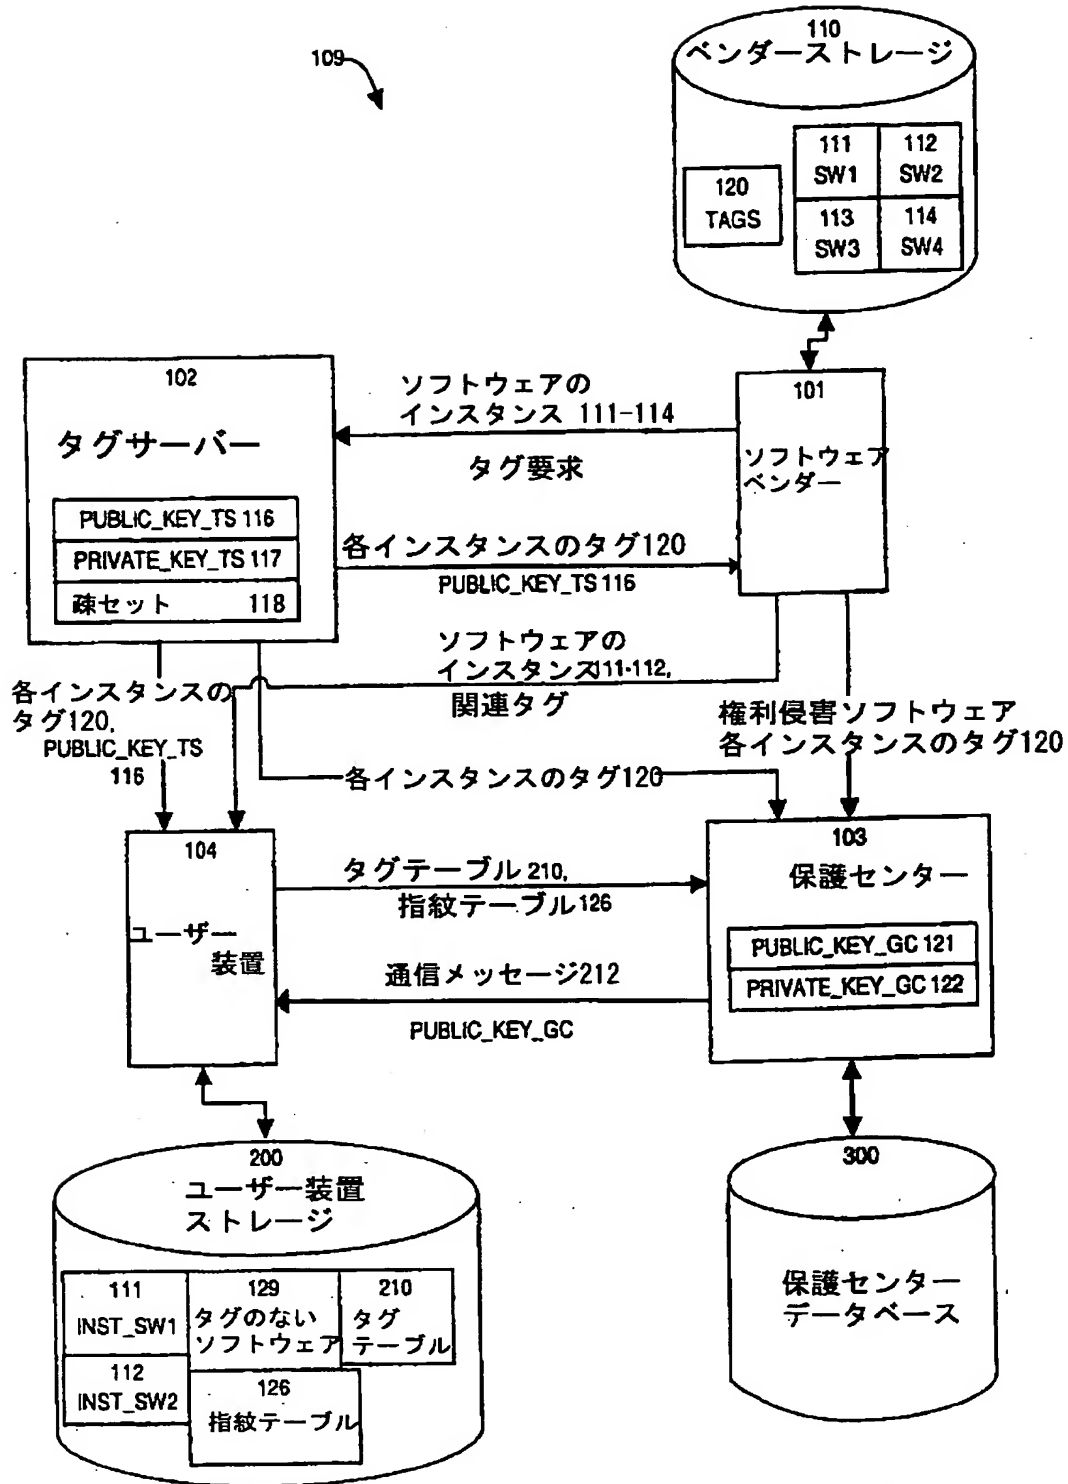 109
110
ベンダーストレージ
111
SW1
112
SW2
120
TAGS
113
SW3
114
SW4
102
タグサーバー
PUBLIC_KEY_TS 116
PRIVATE_KEY_TS 117
疎セット 118
ソフトウェアの
インスタンス 111-114
タグ要求
101
ソフトウェア
ベンダー
各インスタンスのタグ120
PUBLIC_KEY_TS 116
ソフトウェアの
インスタンス111-112,
関連タグ
各インスタンスの
タグ120,
PUBLIC_KEY_TS
116
権利侵害ソフトウェア
各インスタンスのタグ120
各インスタンスのタグ120
104
ユーザー
装置
タグテーブル 210,
指紋テーブル126
通信メッセージ212
PUBLIC_KEY_GC
103
保護センター
PUBLIC_KEY_GC 121
PRIVATE_KEY_GC 122
200
ユーザー装置
ストレージ
111
INST_SW1
129
タグのない
ソフトウェア
210
タグ
テーブル
112
INST_SW2
126
指紋テーブル
300
保護センター
データベース